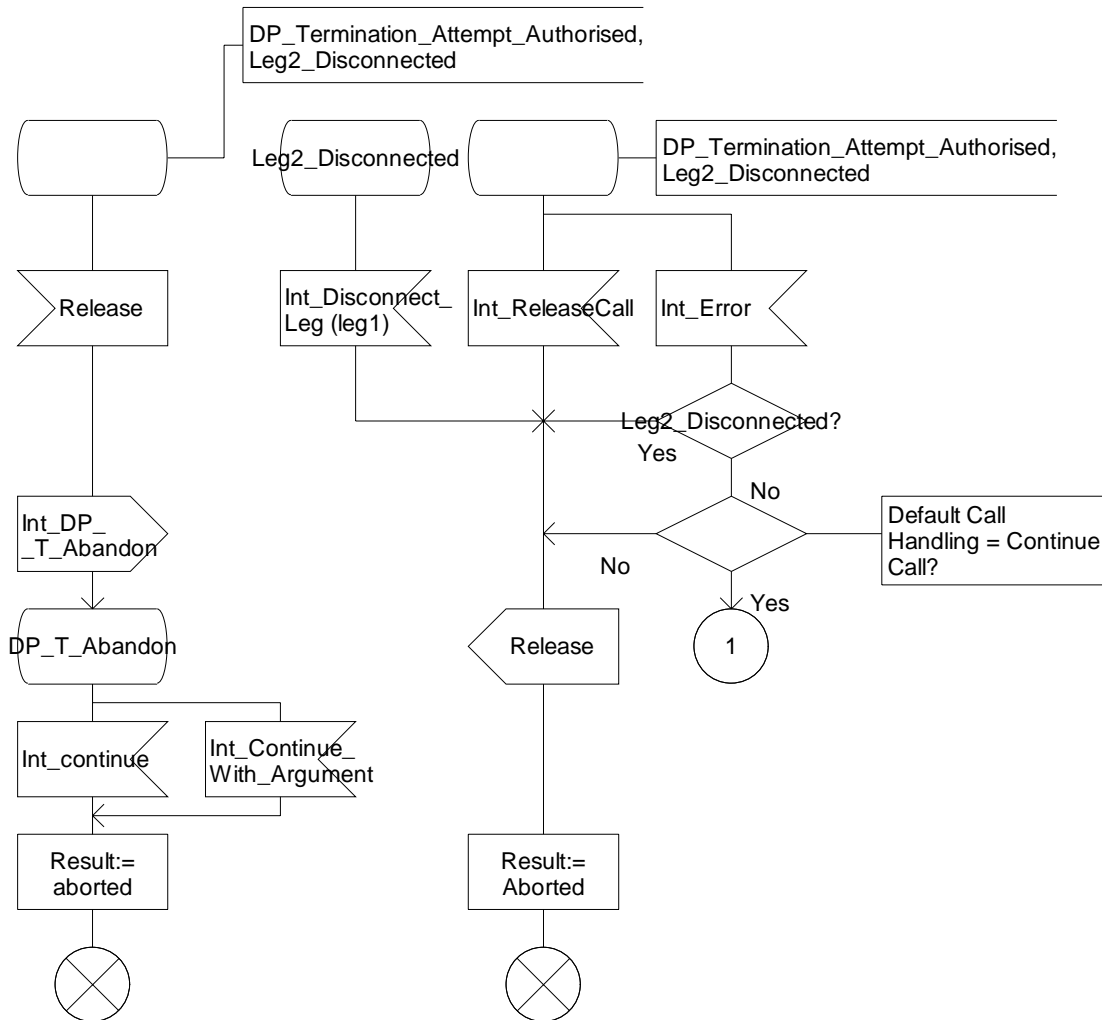 DP_Termination_Attempt_Authorised,
Leg2_Disconnected
Leg2_Disconnected
DP_Termination_Attempt_Authorised,
Leg2_Disconnected
Release
Int_Disconnect_
Leg (leg1)
Int_ReleaseCall
Int_Error
Leg2_Disconnected?
Yes
No
Int_DP_
_T_Abandon
Default Call
Handling = Continue
Call?
No
Yes
DP_T_Abandon
Release
1
Int_continue
Int_Continue_
With_Argument
Result:=
aborted
Result:=
Aborted